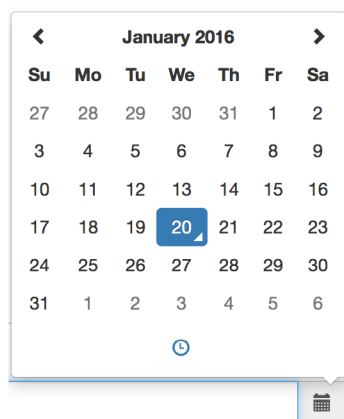 January 2016
Su Mo Tu We Th Fr Sa
27 28 29 30 31 1 2
3 4 5 6 7 8 9
10 11 12 13 14 15 16
17 18 19 20 21 22 23
24 25 26 27 28 29 30
31 1 2 3 4 5 6